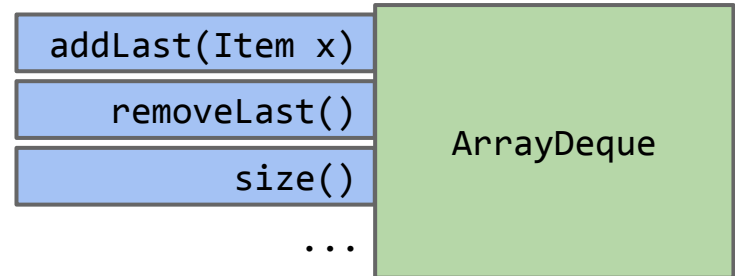 addLast(Item x)
removeLast()
ArrayDeque
size()
...